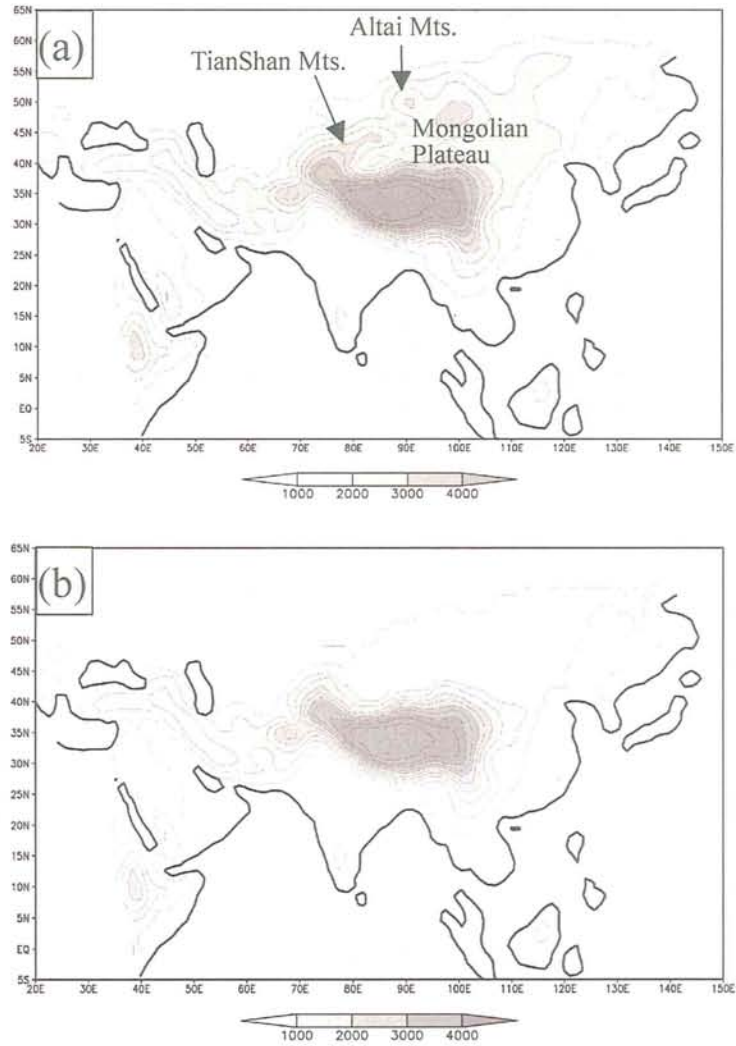 (a)
Altai Mts.
TianShan Mts.
Mongolian
Plateau
65N
60N
55N
50N
45N
40N
35N
30N
25N
20N
15N
10N
5N
EQ
5S
20E 30E 40E 50E 60E 70E 80E 90E 100E 110E 120E 130E 140E 150E
1000 2000 3000 4000
(b)
65N
60N
55N
50N
45N
40N
35N
30N
25N
20N
15N
10N
5N
EQ
5S
20E 30E 40E 50E 60E 70E 80E 90E 100E 110E 120E 130E 140E 150E
1000 2000 3000 4000